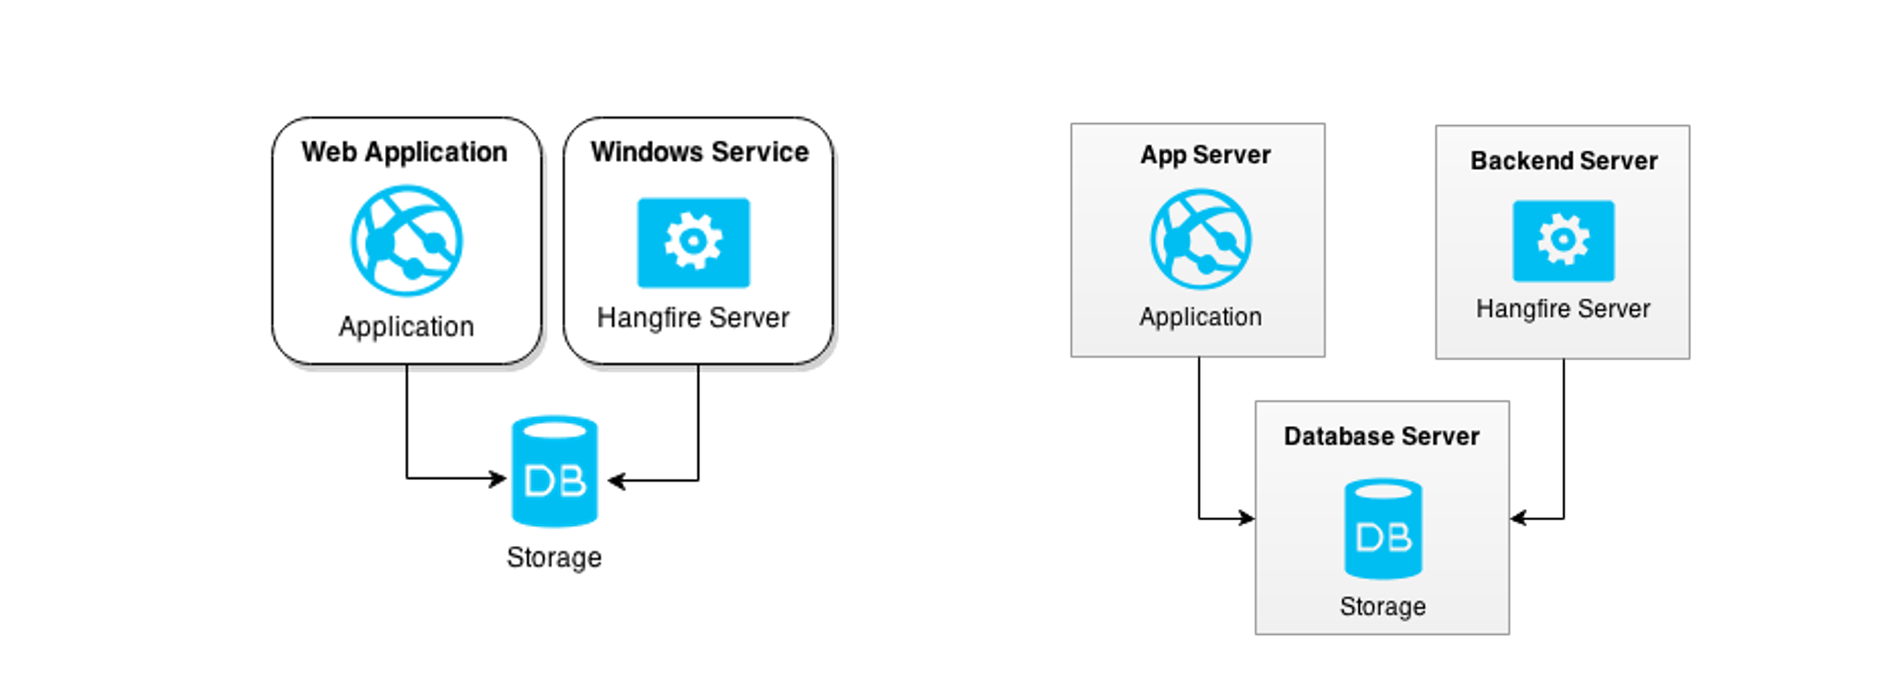 Web Application
Application
Windows Service
Hangfire Server
DB
Storage
App Server
Application
Backend Server
Hangfire Server
Database Server
DB
Storage